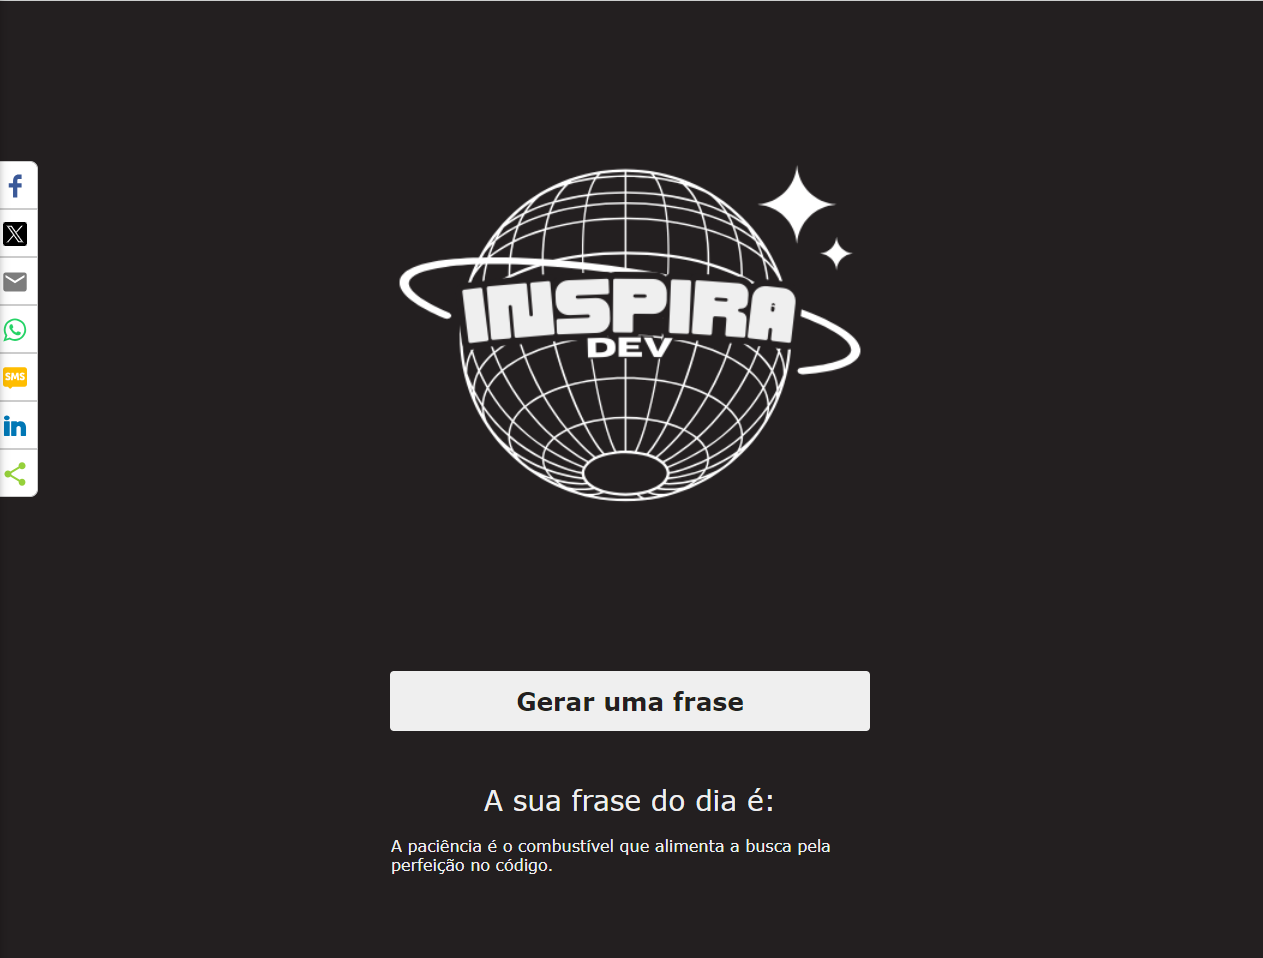 INSPIRA
DEV
SMS
Gerar uma frase
A sua frase do dia é:
A paciência é o combustível que alimenta a busca pela
perfeição no código.